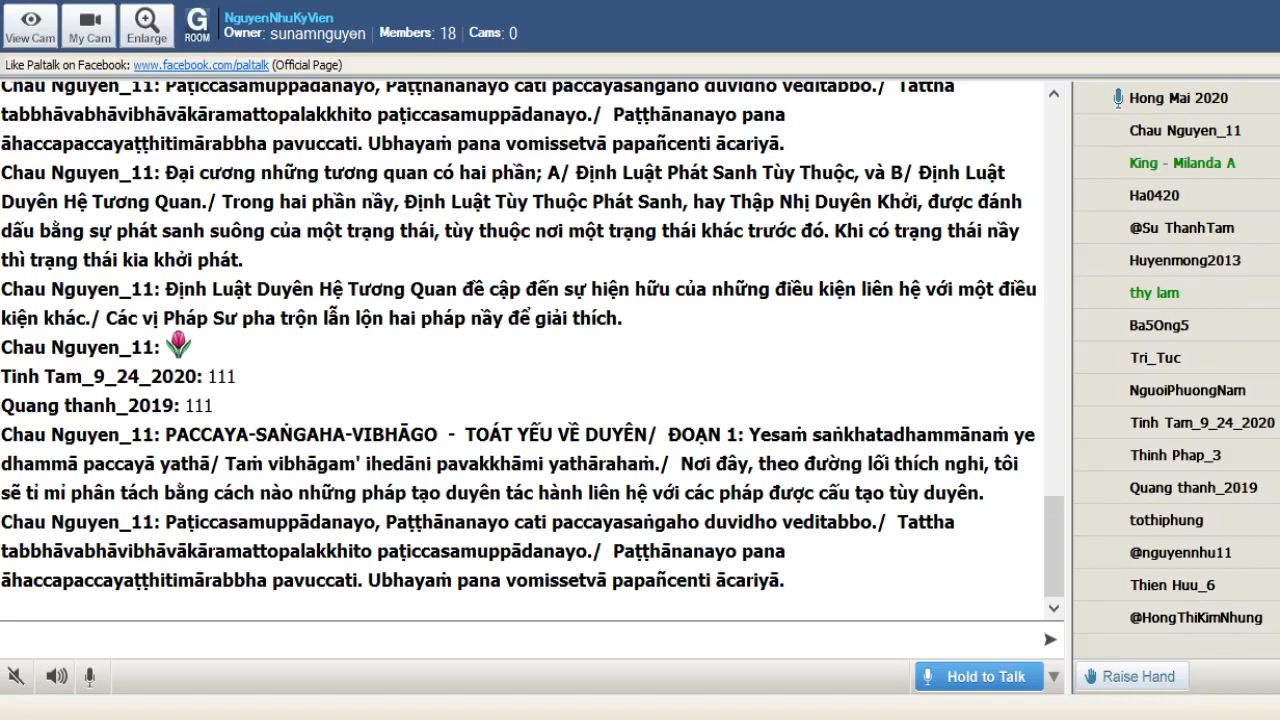 View Cam
My Cam
Enlarge
G
ROOM
NguyenNhuKyVien
Owner: sunamnguyen | Members: 18 | Cams: 0
Like Paltalk on Facebook: www.facebook.com/paltalk (Official Page)
Chau Nguyen_11: Paṭiccasamuppādanayo, Paṭṭhānanayo cati paccayasaṅgaho duvidho veditabbo./ Tattha
tabbhāvabhāvibhāvākāramattopalakkhito paṭiccasamuppādanayo./ Paṭṭhānanayo pana
āhaccapaccayaṭṭhitimārabbha pavuccati. Ubhayaṁ pana vomissetvā papañcenti ācariyā.
Chau Nguyen_11: Đại cương những tương quan có hai phần; A/ Định Luật Phát Sanh Tùy Thuộc, và B/ Định Luật
Duyên Hệ Tương Quan./ Trong hai phần nầy, Định Luật Tùy Thuộc Phát Sanh, hay Thập Nhị Duyên Khởi, được đánh
dấu bằng sự phát sanh suông của một trạng thái, tùy thuộc nơi một trạng thái khác trước đó. Khi có trạng thái nầy
thì trạng thái kia khởi phát.
Chau Nguyen_11: Định Luật Duyên Hệ Tương Quan đề cập đến sự hiện hữu của những điều kiện liên hệ với một điều
kiện khác./ Các vị Pháp Sư pha trộn lẫn lộn hai pháp nầy để giải thích.
Chau Nguyen_11:
Tinh Tam_9_24_2020: 111
Quang thanh_2019: 111
Chau Nguyen_11: PACCAYA-SAṄGAHA-VIBHĀGO - TOÁT YẾU VỀ DUYÊN/ ĐOẠN 1: Yesaṁ saṅkhatadhammānaṁ ye
dhammā paccayā yathā/ Taṁ vibhāgam' ihedāni pavakkhāmi yathārahaṁ./ Nơi đây, theo đường lối thích nghi, tôi
sẽ tỉ mỉ phân tách bằng cách nào những pháp tạo duyên tác hành liên hệ với các pháp được cấu tạo tùy duyên.
Chau Nguyen_11: Paṭiccasamuppādanayo, Paṭṭhānanayo cati paccayasaṅgaho duvidho veditabbo./ Tattha
tabbhāvabhāvibhāvākāramattopalakkhito paṭiccasamuppādanayo./ Paṭṭhānanayo pana
āhaccapaccayaṭṭhitimārabbha pavuccati. Ubhayaṁ pana vomissetvā papañcenti ācariyā.
Hold to Talk
Hong Mai 2020
Chau Nguyen_11
King - Milanda A
Ha0420
@Su ThanhTam
Huyenmong2013
thy lam
Ba5Ong5
Tri_Tuc
NguoiPhuongNam
Tinh Tam_9_24_2020
Thinh Phap_3
Quang thanh_2019
tothiphung
@nguyennhu11
Thien Huu_6
@HongThiKimNhung
Raise Hand